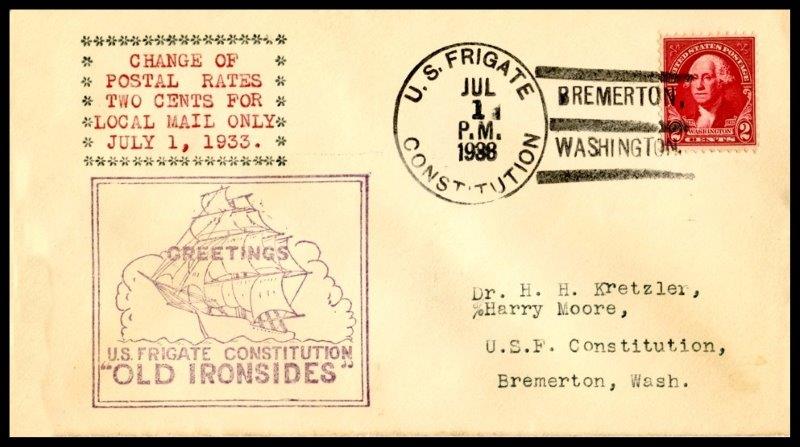 CHANGE OF
POSTAL RATES
TWO CENTS FOR
LOCAL MAIL ONLY
JULY 1, 1933.
U.S. FRIGATE
JUL
1
P.M.
1933
CONSTITUTION
BREMERTON,
WASHINGTON.
UNITED STATES POSTAGE
WASHINGTON
2 2
CENTS
GREETINGS
U.S. FRIGATE CONSTITUTION
"OLD IRONSIDES"
Dr. H. H. Kretzler,
%Harry Moore,
U.S.F. Constitution,
Bremerton, Wash.